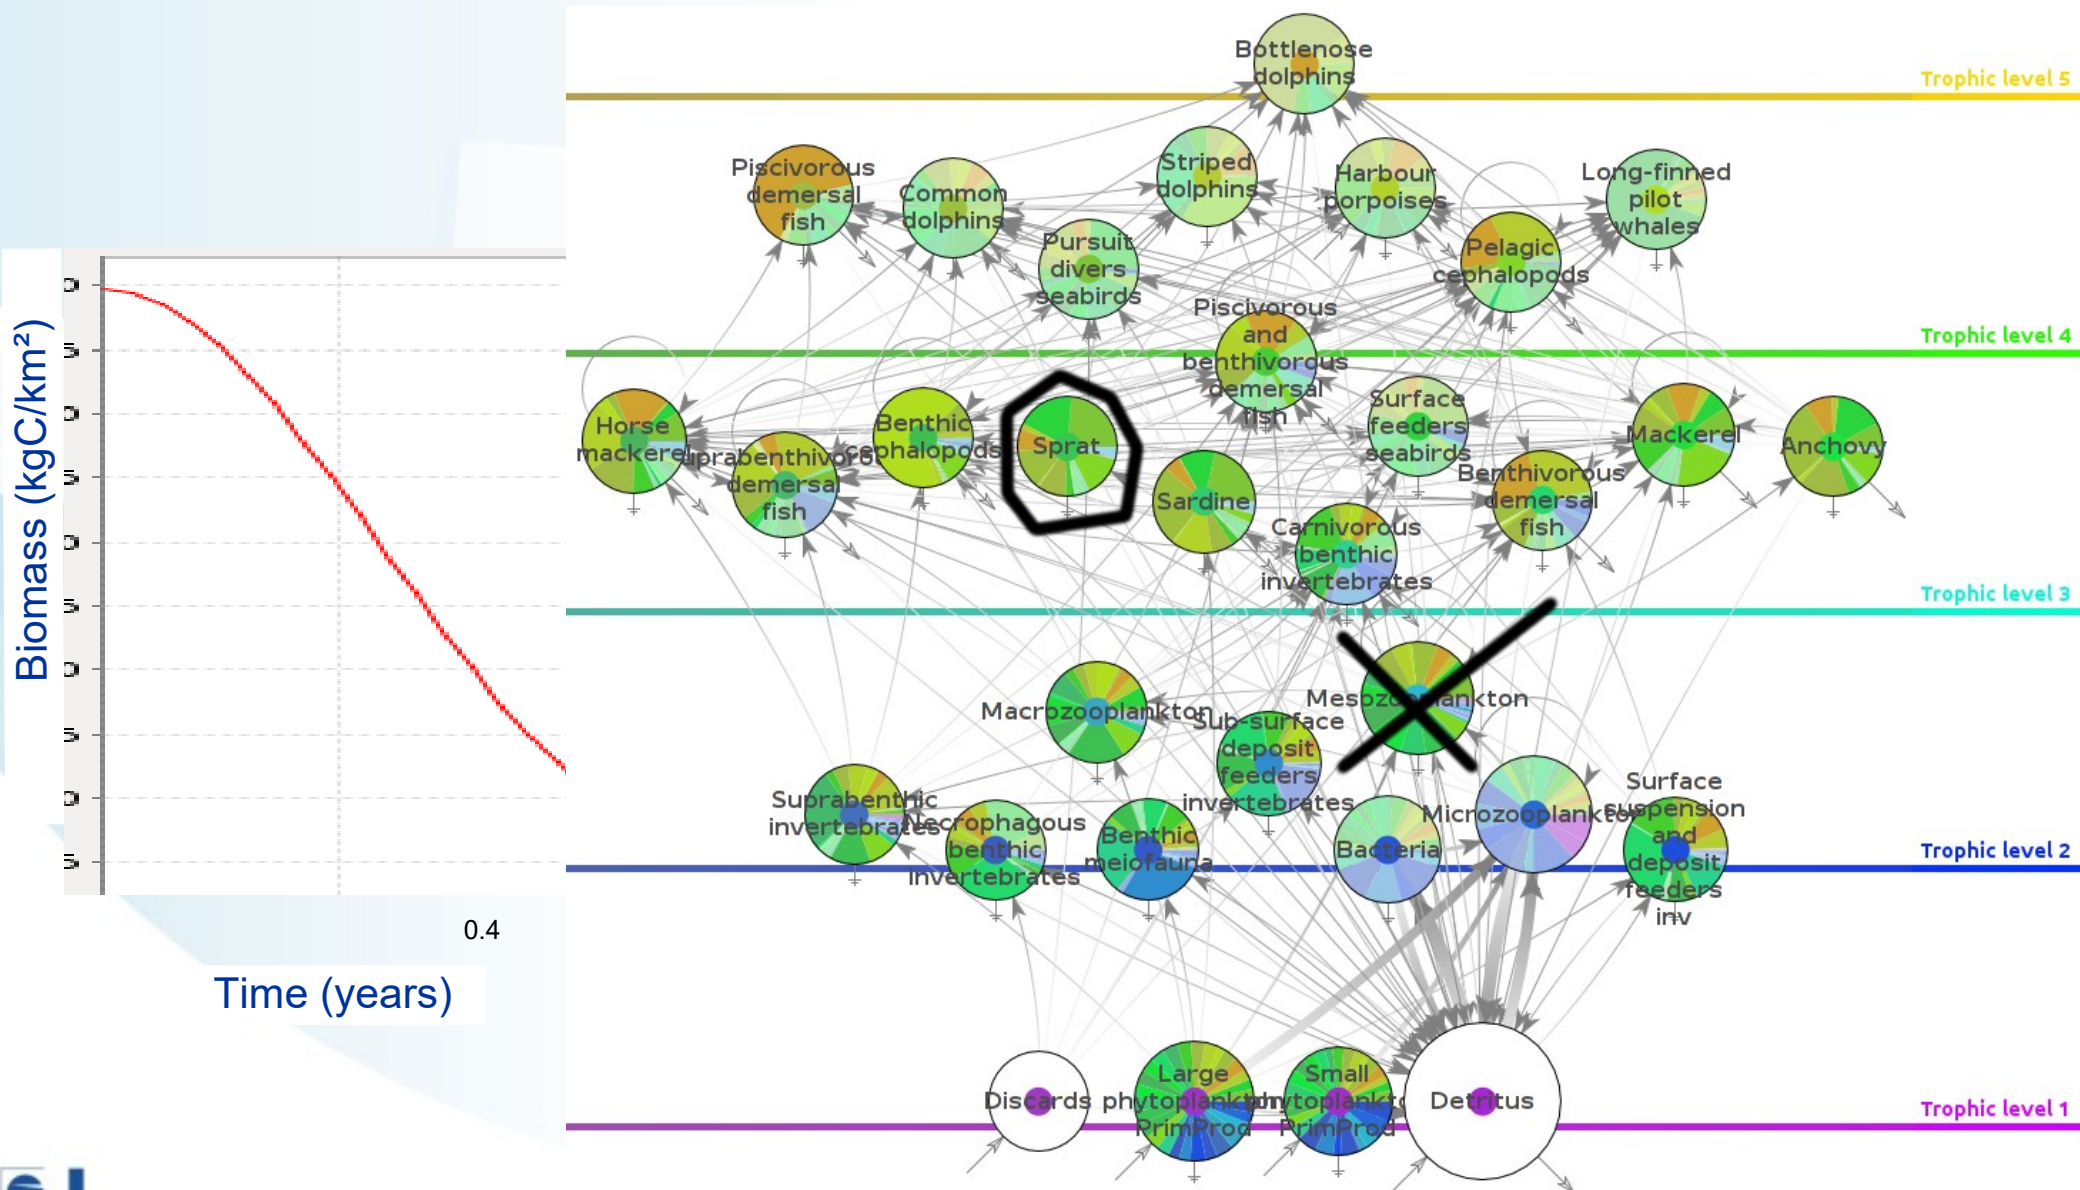 Biomass (kgC/km²)
0.4
Time (years)
Bottlenose
dolphins
Trophic level 5
Piscivorous
demersal
fish
Common
dolphins
Striped
dolphins
Harbour
porpoises
Long-finned
pilot
whales
Pursuit
divers
seabirds
Pelagic
cephalopods
Piscivorous
and
benthivorous
demersal
fish
Trophic level 4
Horse
mackerel
uprabenthivoro
demersal
fish
Benthic
cephalopods
Sprat
Sardine
Surface
feeders
seabirds
Carnivorous
benthic
invertebrates
Benthivorous
demersal
fish
Mackerel
Anchovy
Trophic level 3
Macrozooplankton
Sub-surface
deposit
feeders
invertebrates
Mesozooplankton
Suprabenthic
invertebrates
Necrophagous
benthic
invertebrates
Benthic
meiofauna
Bacteria
Microzooplankton
Surface
suspension
and
deposit
feeders
inv
Trophic level 2
Discards
Large
phytoplankton
PrimProd
Small
phytoplankto
PrimProd
Detritus
Trophic level 1